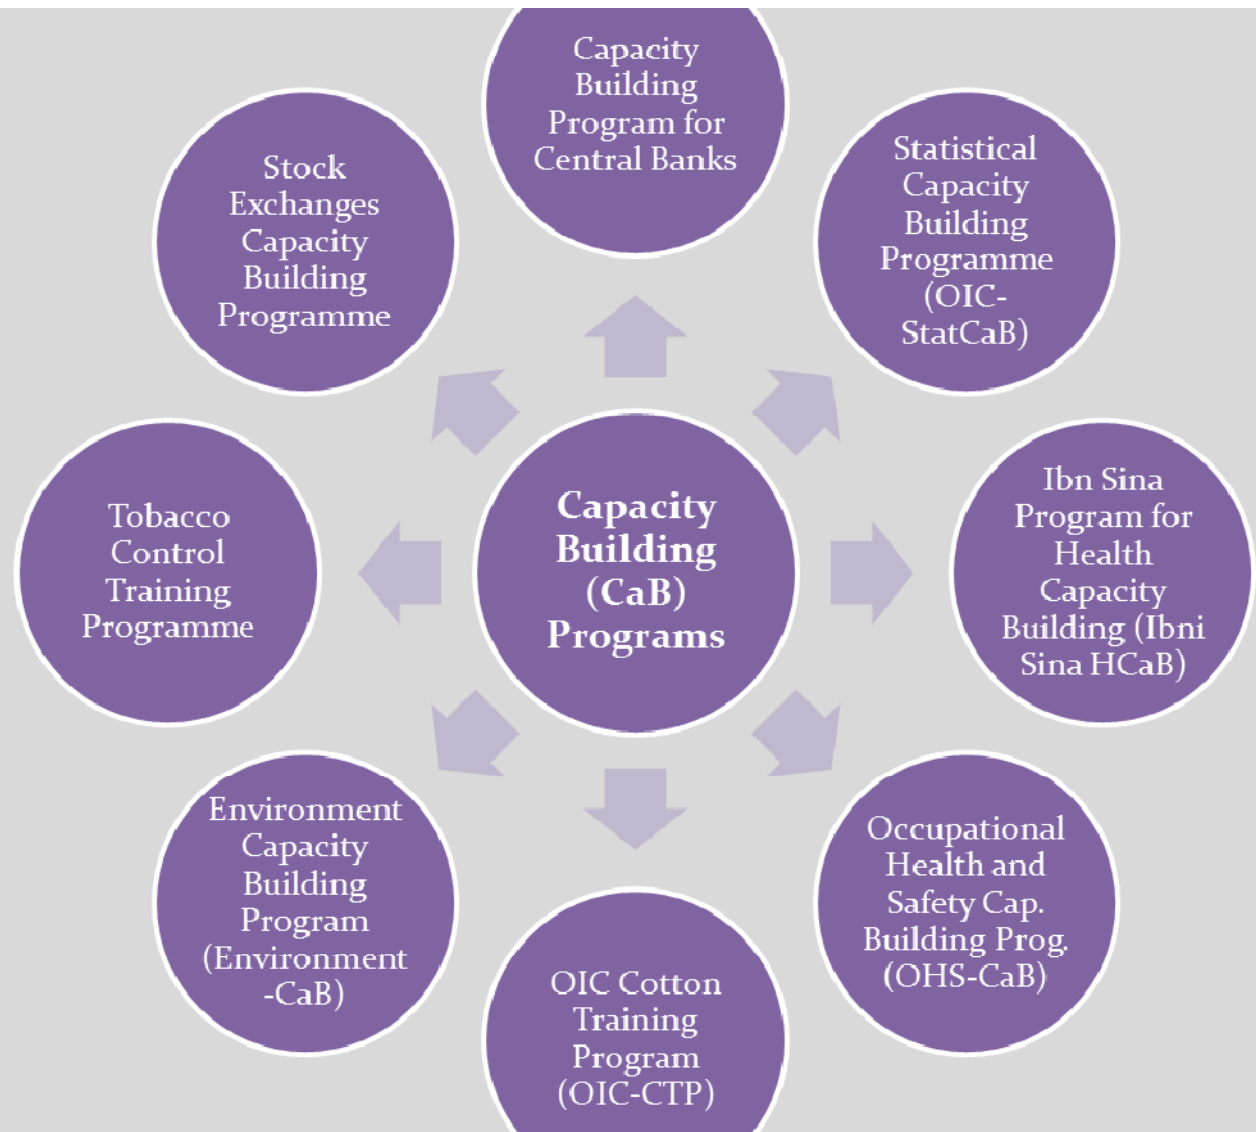 Capacity
Building
Program for
Central Banks
Statistical
Capacity
Building
Programme
(OIC-
StatCaB)
Ibn Sina
Program for
Health
Capacity
Building (Ibni
Sina HCaB)
Occupational
Health and
Safety Cap.
Building Prog.
(OHS-CaB)
OIC Cotton
Training
Program
(OIC-CTP)
Environment
Capacity
Building
Program
(Environment
-CaB)
Tobacco
Control
Training
Programme
Stock
Exchanges
Capacity
Building
Programme
Capacity
Building
(CaB)
Programs